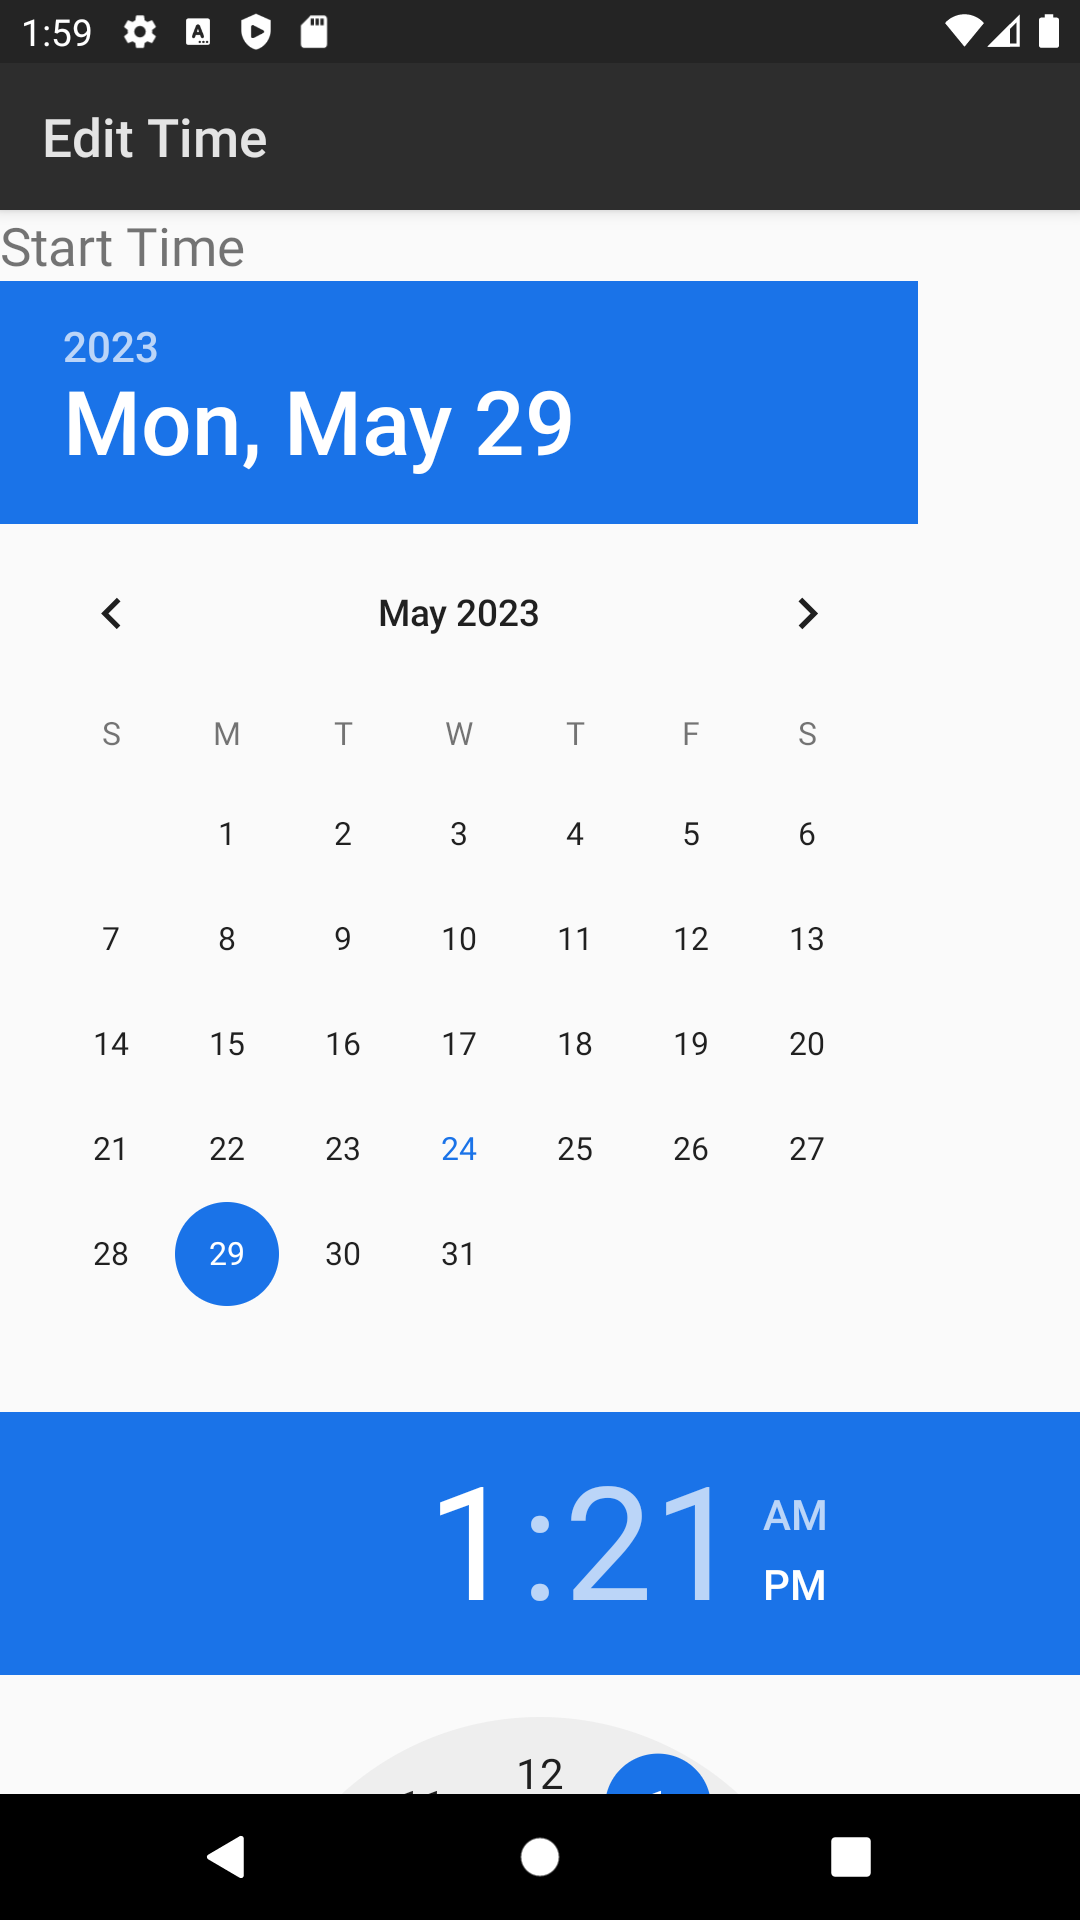 1:59
Edit Time
Start Time
2023
Mon, May 29
May 2023
S M T W T F S
1 2 3 4 5 6
7 8 9 10 11 12 13
14 15 16 17 18 19 20
21 22 23 24 25 26 27
28 29 30 31
1:21 AM
PM
12